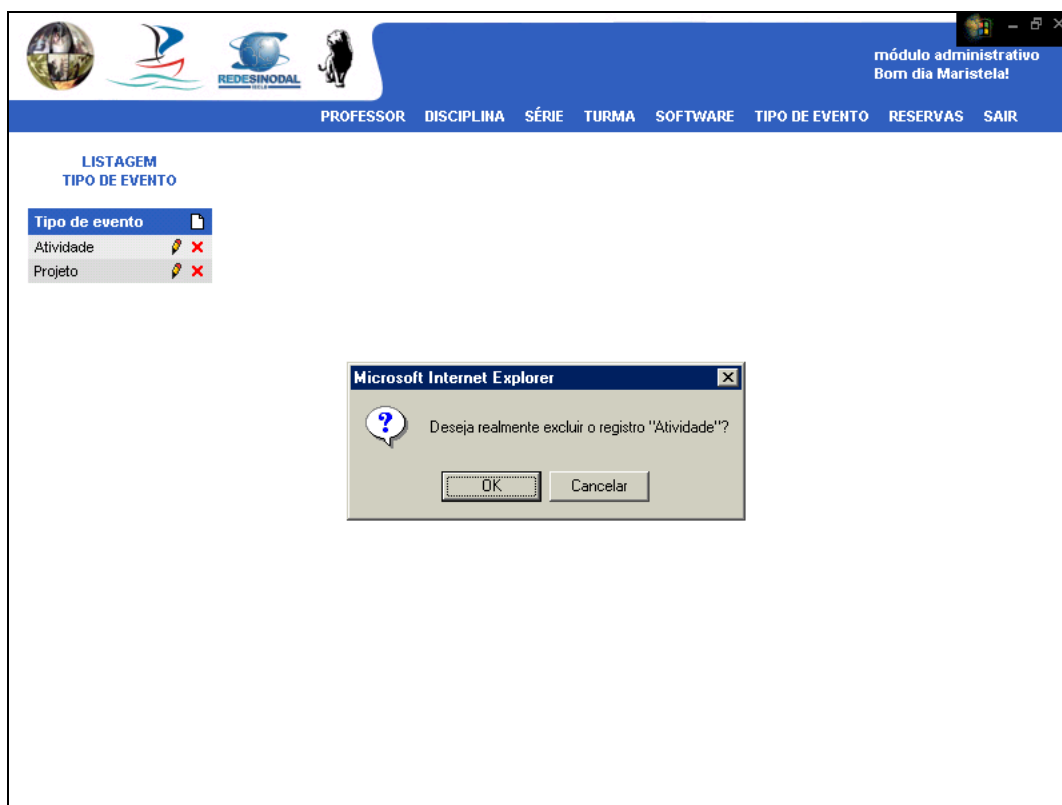 REDESINODAL
IECLB
módulo administrativo
Bom dia Maristela!
PROFESSOR DISCIPLINA SÉRIE TURMA SOFTWARE TIPO DE EVENTO RESERVAS SAIR
LISTAGEM
TIPO DE EVENTO
Tipo de evento
Atividade
Projeto
Microsoft Internet Explorer
Deseja realmente excluir o registro "Atividade"?
OK Cancelar